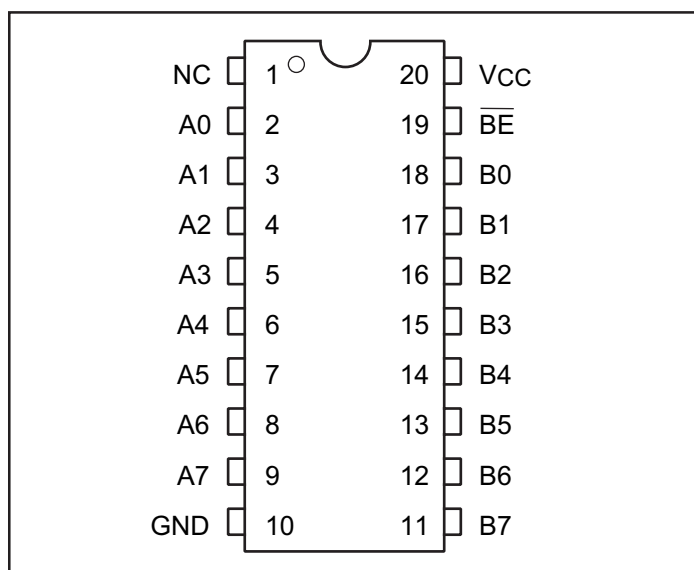 NC 1 20 VCC
A0 2 19 B̅E̅
A1 3 18 B0
A2 4 17 B1
A3 5 16 B2
A4 6 15 B3
A5 7 14 B4
A6 8 13 B5
A7 9 12 B6
GND 10 11 B7